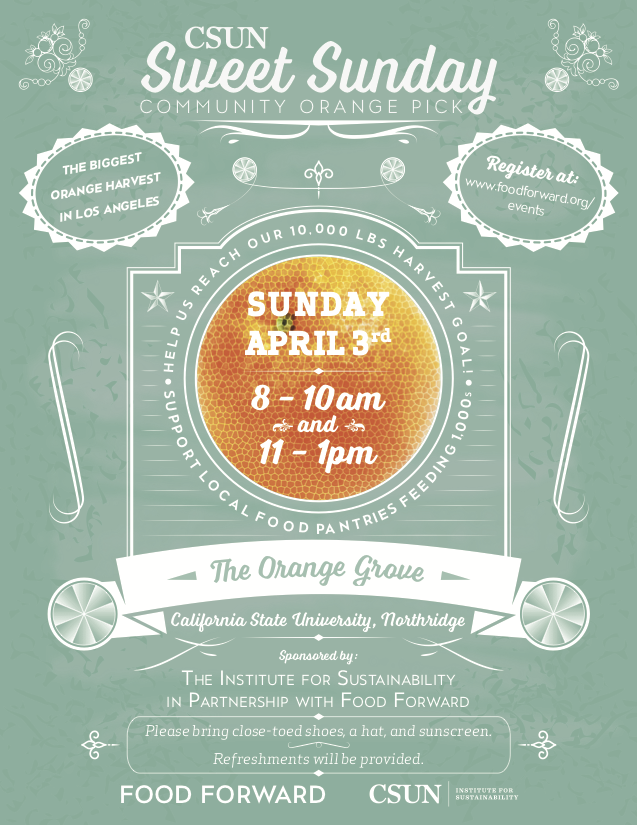 CSUN
Sweet Sunday
COMMUNITY ORANGE PICK
THE BIGGEST
ORANGE HARVEST
IN LOS ANGELES
Register at:
www.foodforward.org/
events
HELP US REACH OUR 10,000 LBS HARVEST GOAL!
SUNDAY
APRIL 3rd
8 – 10am
and
11 – 1pm
• SUPPORT LOCAL FOOD PANTRIES FEEDING 1,000s •
The Orange Grove
California State University, Northridge
Sponsored by:
THE INSTITUTE FOR SUSTAINABILITY
IN PARTNERSHIP WITH FOOD FORWARD
Please bring close-toed shoes, a hat, and sunscreen.
Refreshments will be provided.
FOOD FORWARD
CSUN
INSTITUTE FOR
SUSTAINABILITY